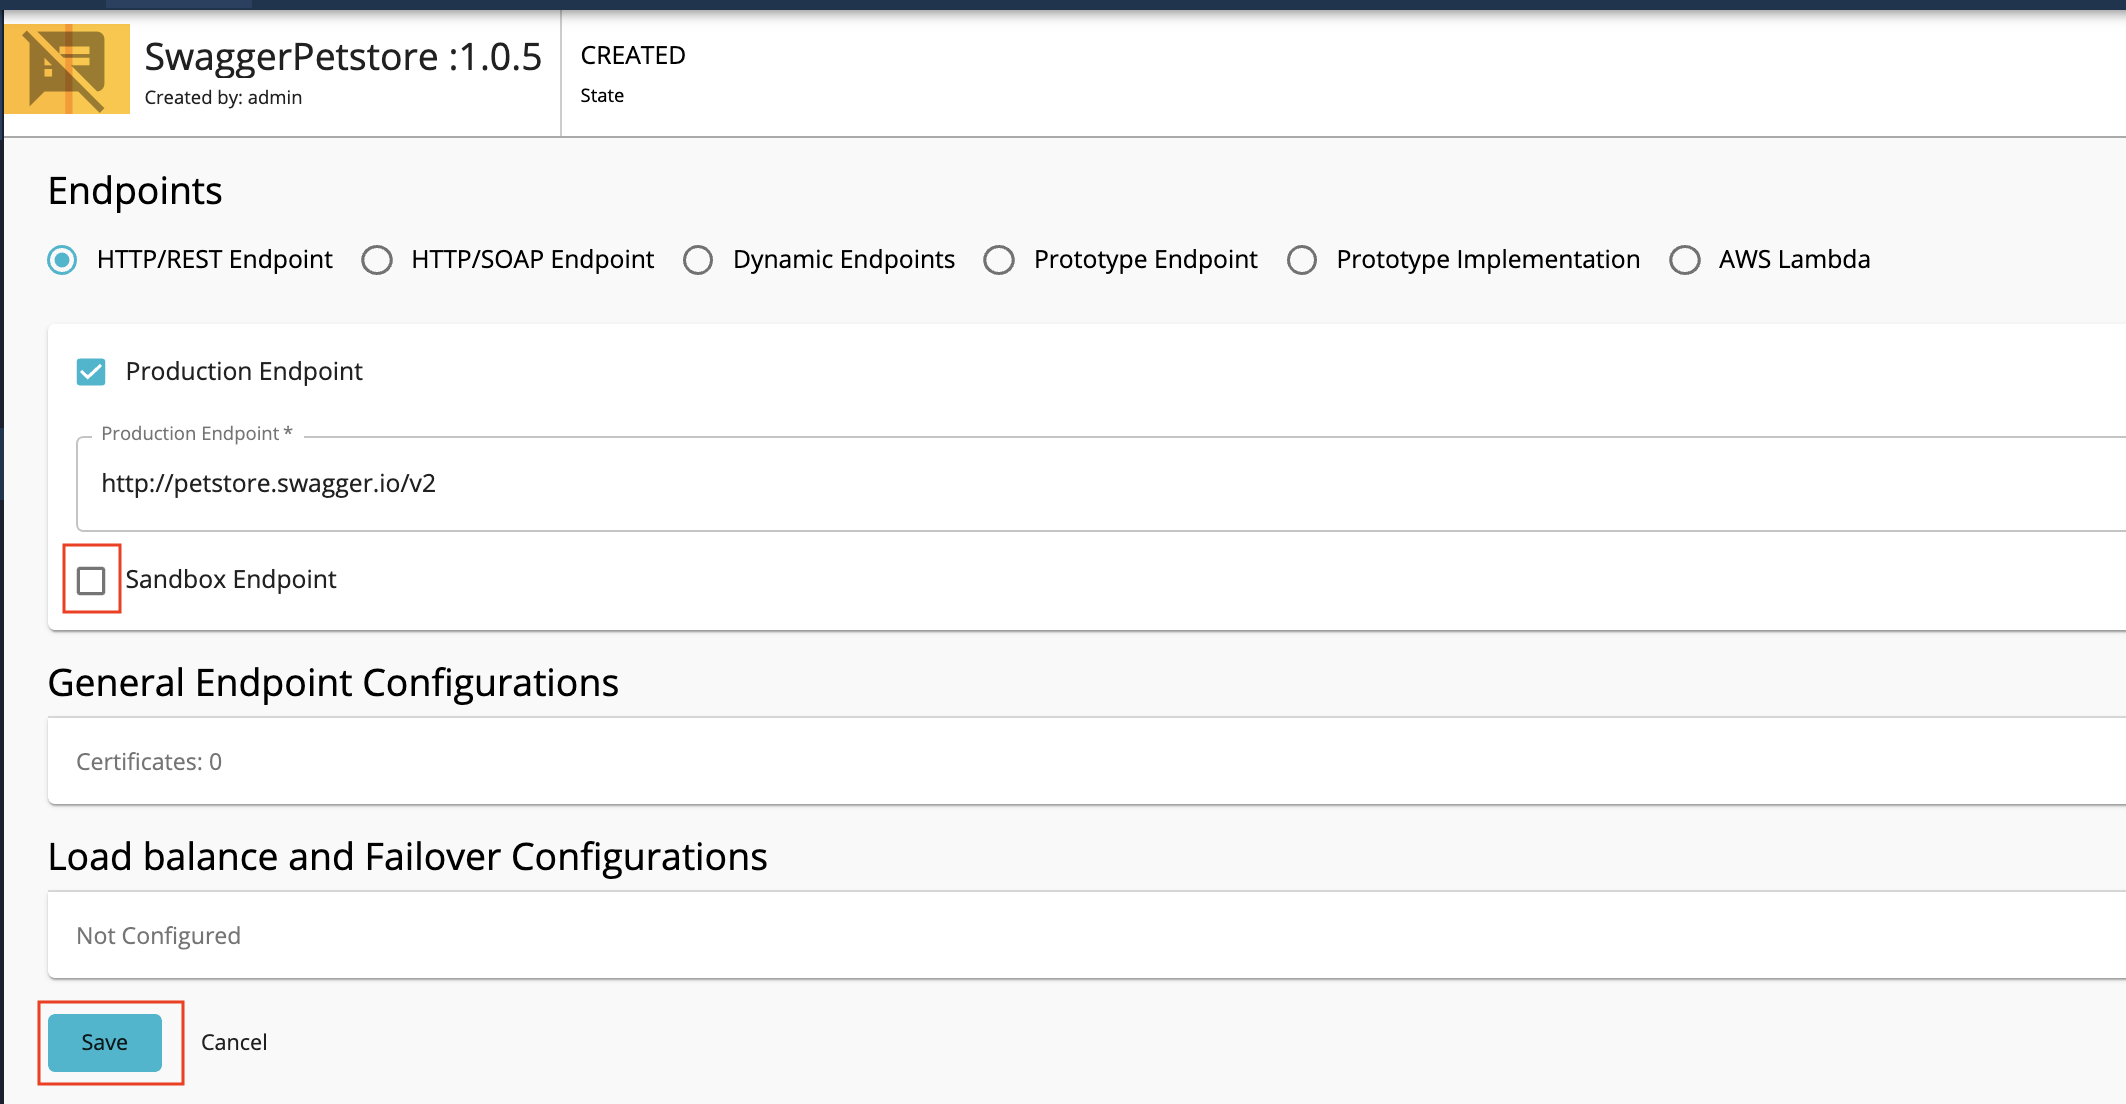 SwaggerPetstore :1.0.5
Created by: admin
CREATED
State
Endpoints
HTTP/REST Endpoint HTTP/SOAP Endpoint Dynamic Endpoints Prototype Endpoint Prototype Implementation AWS Lambda
Production Endpoint
Production Endpoint *
http://petstore.swagger.io/v2
Sandbox Endpoint
General Endpoint Configurations
Certificates: 0
Load balance and Failover Configurations
Not Configured
Save Cancel